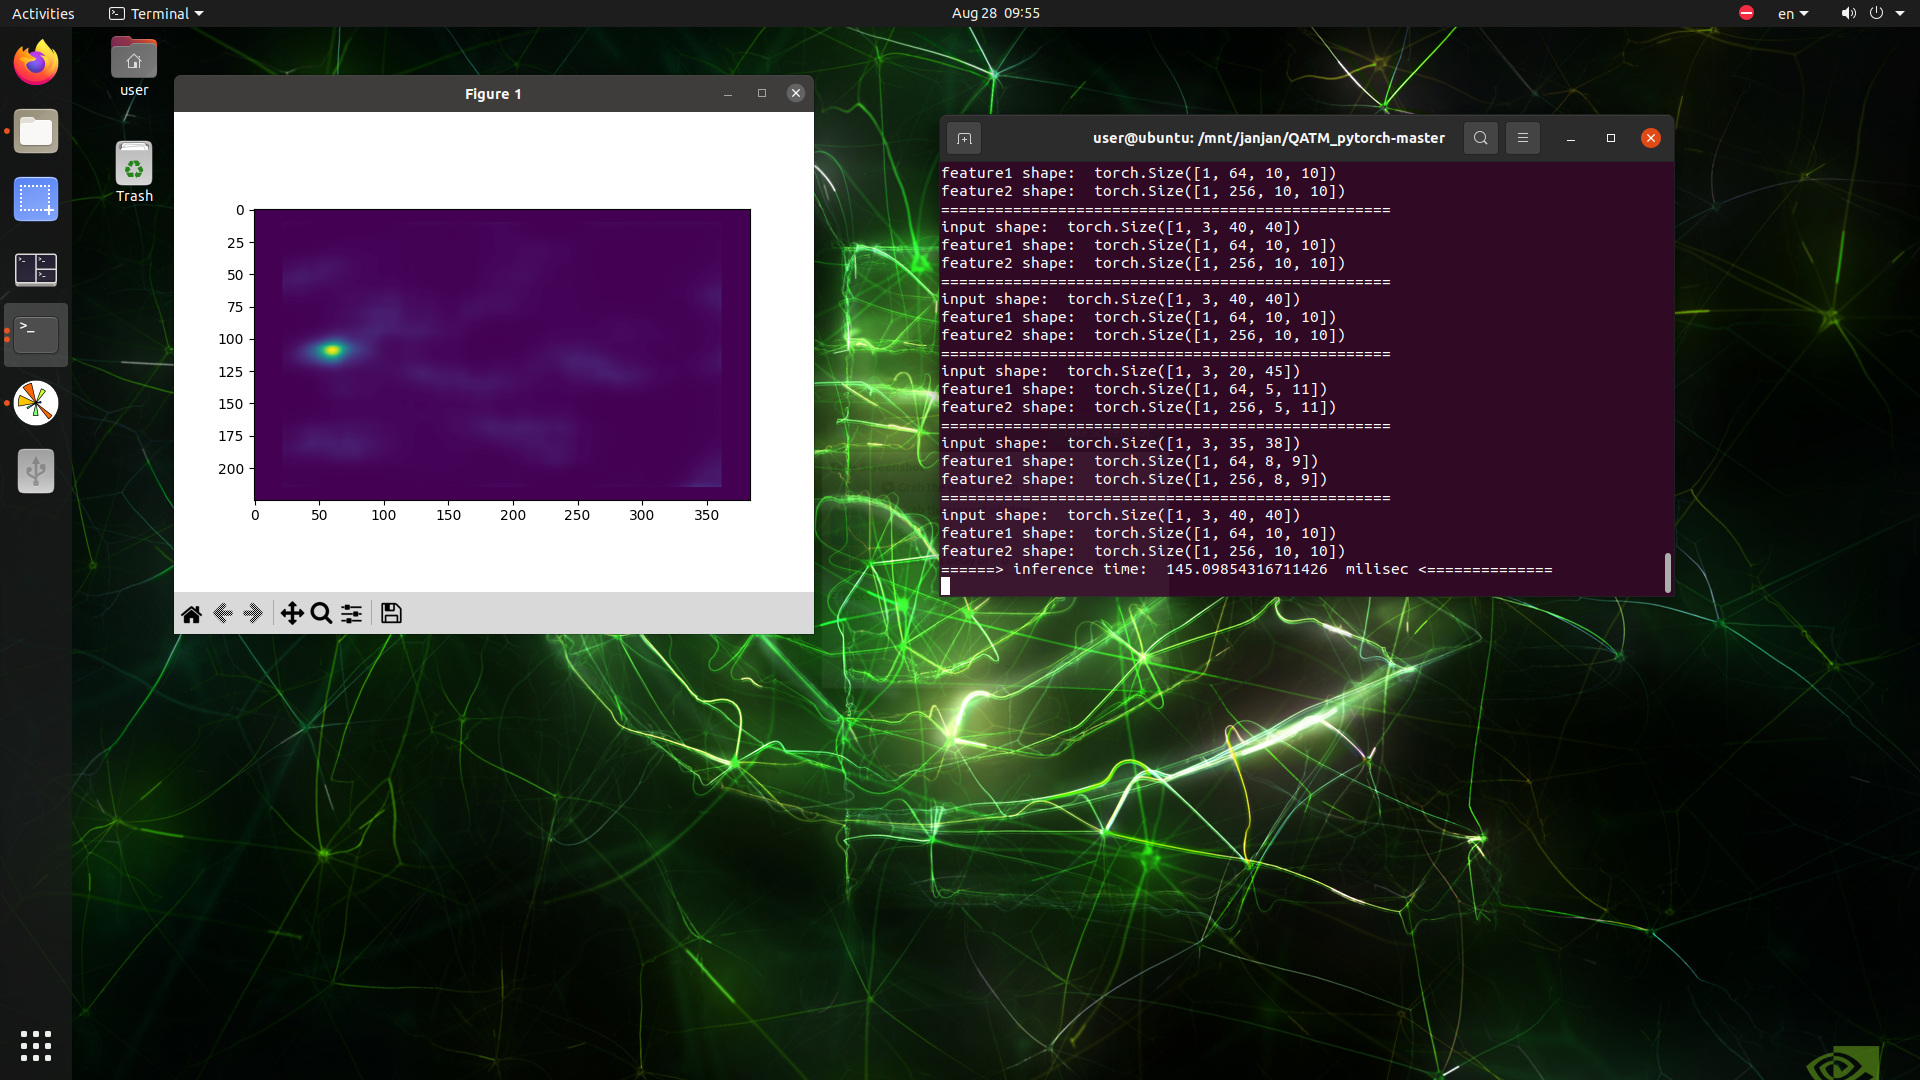 Activities
Terminal
Aug 28 09:55
en
user
Trash
Figure 1
0
25
50
75
100
125
150
175
200
0 50 100 150 200 250 300 350
user@ubuntu: /mnt/janjan/QATM_pytorch-master
feature1 shape:  torch.Size([1, 64, 10, 10])
feature2 shape:  torch.Size([1, 256, 10, 10])
==================================================
input shape:  torch.Size([1, 3, 40, 40])
feature1 shape:  torch.Size([1, 64, 10, 10])
feature2 shape:  torch.Size([1, 256, 10, 10])
==================================================
input shape:  torch.Size([1, 3, 40, 40])
feature1 shape:  torch.Size([1, 64, 10, 10])
feature2 shape:  torch.Size([1, 256, 10, 10])
==================================================
input shape:  torch.Size([1, 3, 20, 45])
feature1 shape:  torch.Size([1, 64, 5, 11])
feature2 shape:  torch.Size([1, 256, 5, 11])
==================================================
input shape:  torch.Size([1, 3, 35, 38])
feature1 shape:  torch.Size([1, 64, 8, 9])
feature2 shape:  torch.Size([1, 256, 8, 9])
==================================================
input shape:  torch.Size([1, 3, 40, 40])
feature1 shape:  torch.Size([1, 64, 10, 10])
feature2 shape:  torch.Size([1, 256, 10, 10])
======> inference time:  145.09854316711426  milisec <==============